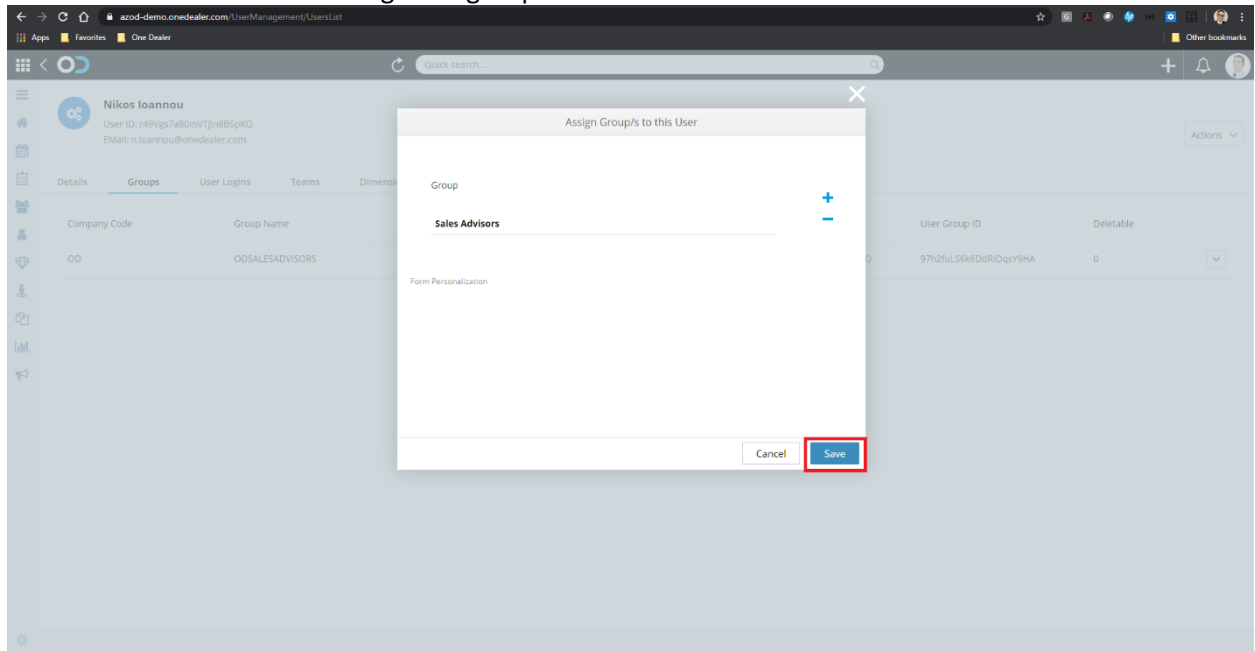 azod-demo.onedealer.com/UserManagement/UsersList
Apps Favorites One Dealer Other bookmarks
Quick search...
Nikos Ioannou
User ID: r49Vgs7a80mVTJIn8B5pKQ
EMail: n.ioannou@onedealer.com
Actions
Assign Group/s to this User
Details Groups User Logins Teams Dimensi
Group
Sales Advisors
Company Code Group Name User Group ID Deletable
OD ODSALESADVISORS Q 97h2fuLS6k6DdRiOqsY9HA 0
Form Personalization
Cancel Save